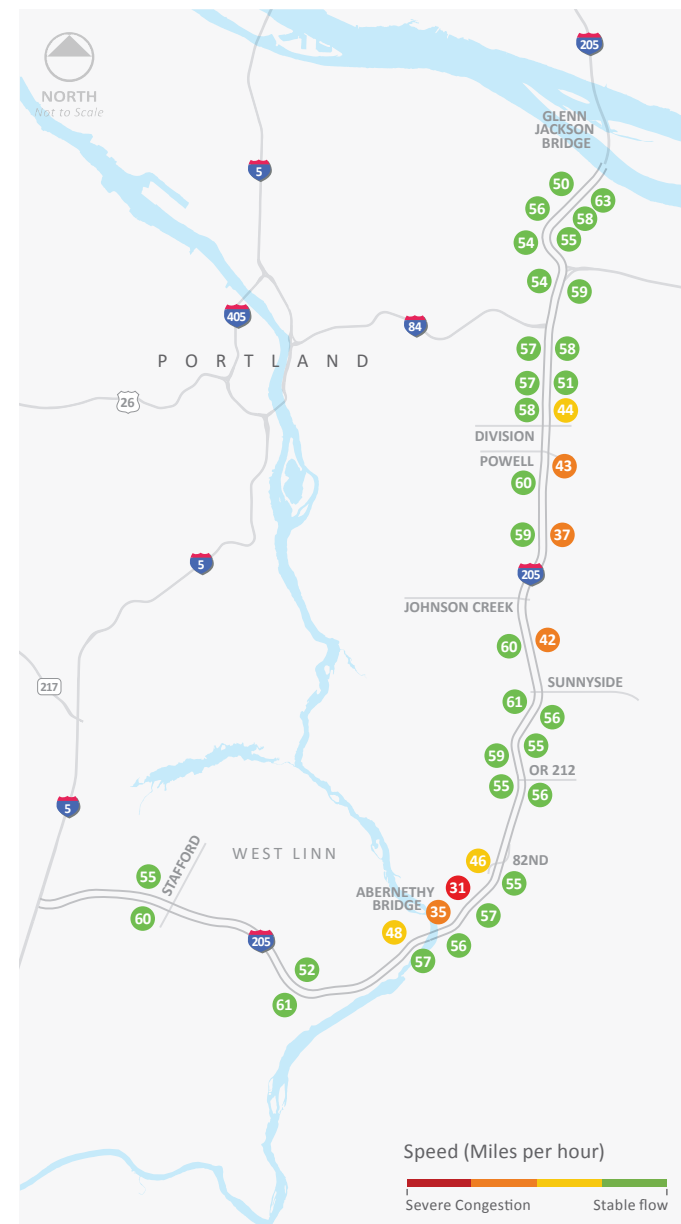 205
NORTH
Not to Scale
GLENN
JACKSON
BRIDGE
5
50
63
56
58
54
55
54
59
405
84
PORTLAND
57
58
57
51
26
58
44
DIVISION
POWELL
43
60
59
37
5
205
JOHNSON CREEK
60
42
217
SUNNYSIDE
61
56
59
55
OR 212
55
56
5
WEST LINN
46
82ND
STAFFORD
55
31
55
ABERNETHY
BRIDGE
35
60
57
48
205
56
57
52
61
Speed (Miles per hour)
Severe Congestion
Stable flow